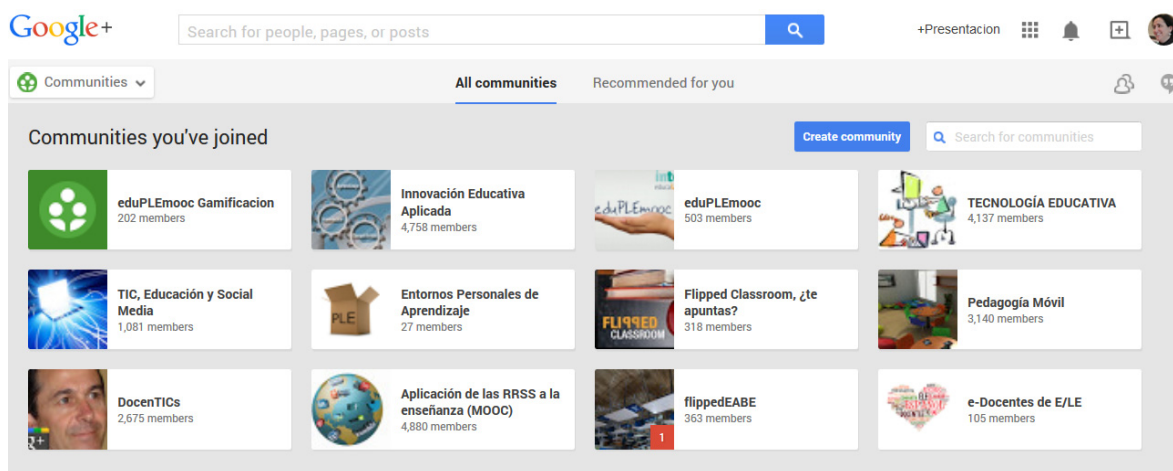 Google+
Search for people, pages, or posts
+Presentacion
Communities
All communities
Recommended for you
Communities you've joined
Create community
Search for communities
eduPLEmooc Gamificacion
202 members
Innovación Educativa
Aplicada
4,758 members
eduPLEmooc
eduPLEmooc
503 members
TECNOLOGÍA EDUCATIVA
4,137 members
TIC, Educación y Social
Media
1,081 members
PLE
Entornos Personales de
Aprendizaje
27 members
FLIPPED
CLASSROOM
Flipped Classroom, ¿te
apuntas?
318 members
Pedagogía Móvil
3,140 members
g+
DocenTICs
2,675 members
Aplicación de las RRSS a la
enseñanza (MOOC)
4,880 members
1
flippedEABE
363 members
e-Docentes de E/LE
105 members